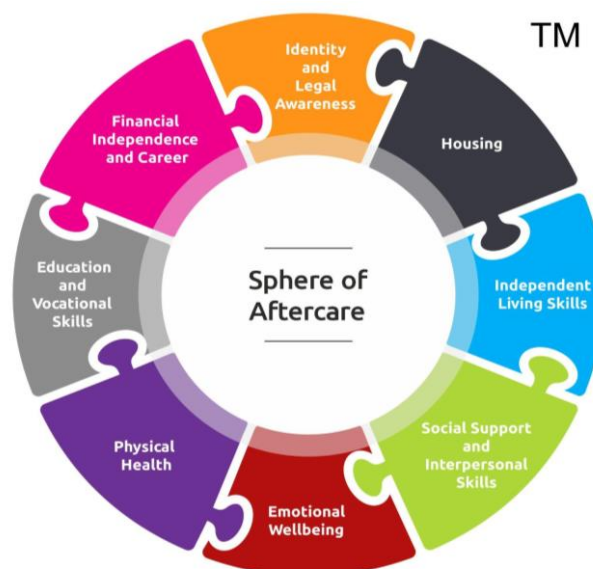 TM
Identity
and
Legal
Awareness
Housing
Independent
Living Skills
Social Support
and
Interpersonal
Skills
Emotional
Wellbeing
Physical
Health
Education
and
Vocational
Skills
Financial
Independence
and Career
Sphere of
Aftercare